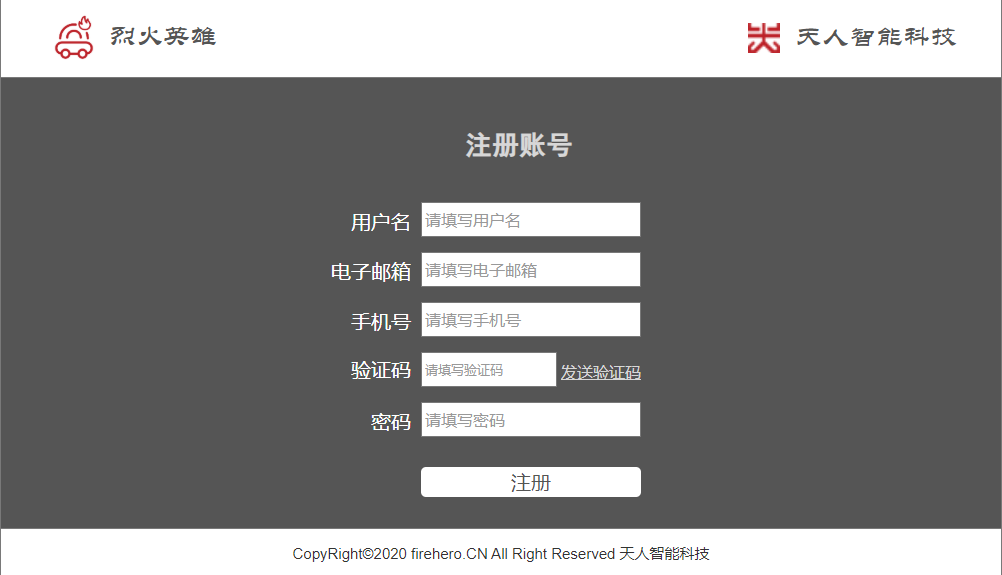 烈火英雄
天人智能科技
注册账号
用户名 请填写用户名
电子邮箱 请填写电子邮箱
手机号 请填写手机号
验证码 请填写验证码 发送验证码
密码 请填写密码
注册
CopyRight©2020 firehero.CN All Right Reserved 天人智能科技